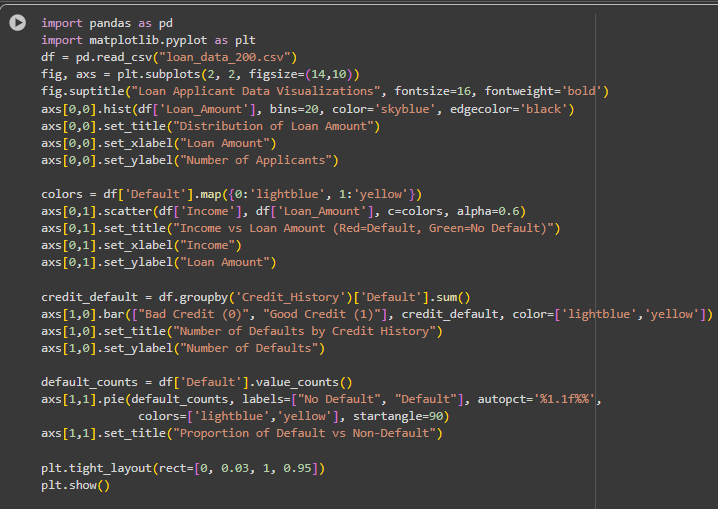 import pandas as pd
import matplotlib.pyplot as plt
df = pd.read_csv("loan_data_200.csv")
fig, axs = plt.subplots(2, 2, figsize=(14,10))
fig.suptitle("Loan Applicant Data Visualizations", fontsize=16, fontweight='bold')
axs[0,0].hist(df['Loan_Amount'], bins=20, color='skyblue', edgecolor='black')
axs[0,0].set_title("Distribution of Loan Amount")
axs[0,0].set_xlabel("Loan Amount")
axs[0,0].set_ylabel("Number of Applicants")

colors = df['Default'].map({0:'lightblue', 1:'yellow'})
axs[0,1].scatter(df['Income'], df['Loan_Amount'], c=colors, alpha=0.6)
axs[0,1].set_title("Income vs Loan Amount (Red=Default, Green=No Default)")
axs[0,1].set_xlabel("Income")
axs[0,1].set_ylabel("Loan Amount")

credit_default = df.groupby('Credit_History')['Default'].sum()
axs[1,0].bar(["Bad Credit (0)", "Good Credit (1)"], credit_default, color=['lightblue','yellow'])
axs[1,0].set_title("Number of Defaults by Credit History")
axs[1,0].set_ylabel("Number of Defaults")

default_counts = df['Default'].value_counts()
axs[1,1].pie(default_counts, labels=["No Default", "Default"], autopct='%1.1f%%',
             colors=['lightblue','yellow'], startangle=90)
axs[1,1].set_title("Proportion of Default vs Non-Default")

plt.tight_layout(rect=[0, 0.03, 1, 0.95])
plt.show()